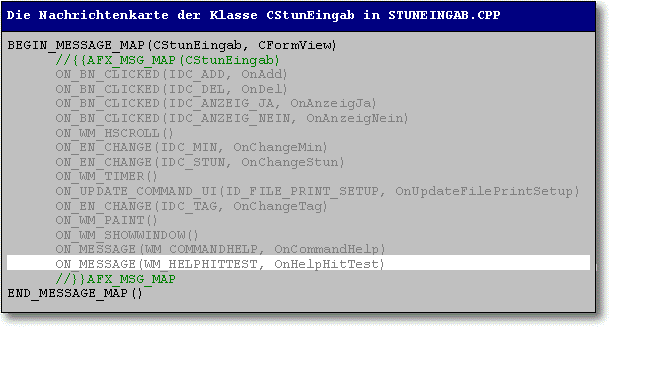 Die Nachrichtenkarte der Klasse CStunEingab in STUNEINGAB.CPP
BEGIN_MESSAGE_MAP(CStunEingab, CFormView)
//{{AFX_MSG_MAP(CStunEingab)
ON_BN_CLICKED(IDC_ADD, OnAdd)
ON_BN_CLICKED(IDC_DEL, OnDel)
ON_BN_CLICKED(IDC_ANZEIG_JA, OnAnzeigJa)
ON_BN_CLICKED(IDC_ANZEIG_NEIN, OnAnzeigNein)
ON_WM_HSCROLL()
ON_EN_CHANGE(IDC_MIN, OnChangeMin)
ON_EN_CHANGE(IDC_STUN, OnChangeStun)
ON_WM_TIMER()
ON_UPDATE_COMMAND_UI(ID_FILE_PRINT_SETUP, OnUpdateFilePrintSetup)
ON_EN_CHANGE(IDC_TAG, OnChangeTag)
ON_WM_PAINT()
ON_WM_SHOWWINDOW()
ON_MESSAGE(WM_COMMANDHELP, OnCommandHelp)
ON_MESSAGE(WM_HELPHITTEST, OnHelpHitTest)
//}}AFX_MSG_MAP
END_MESSAGE_MAP()